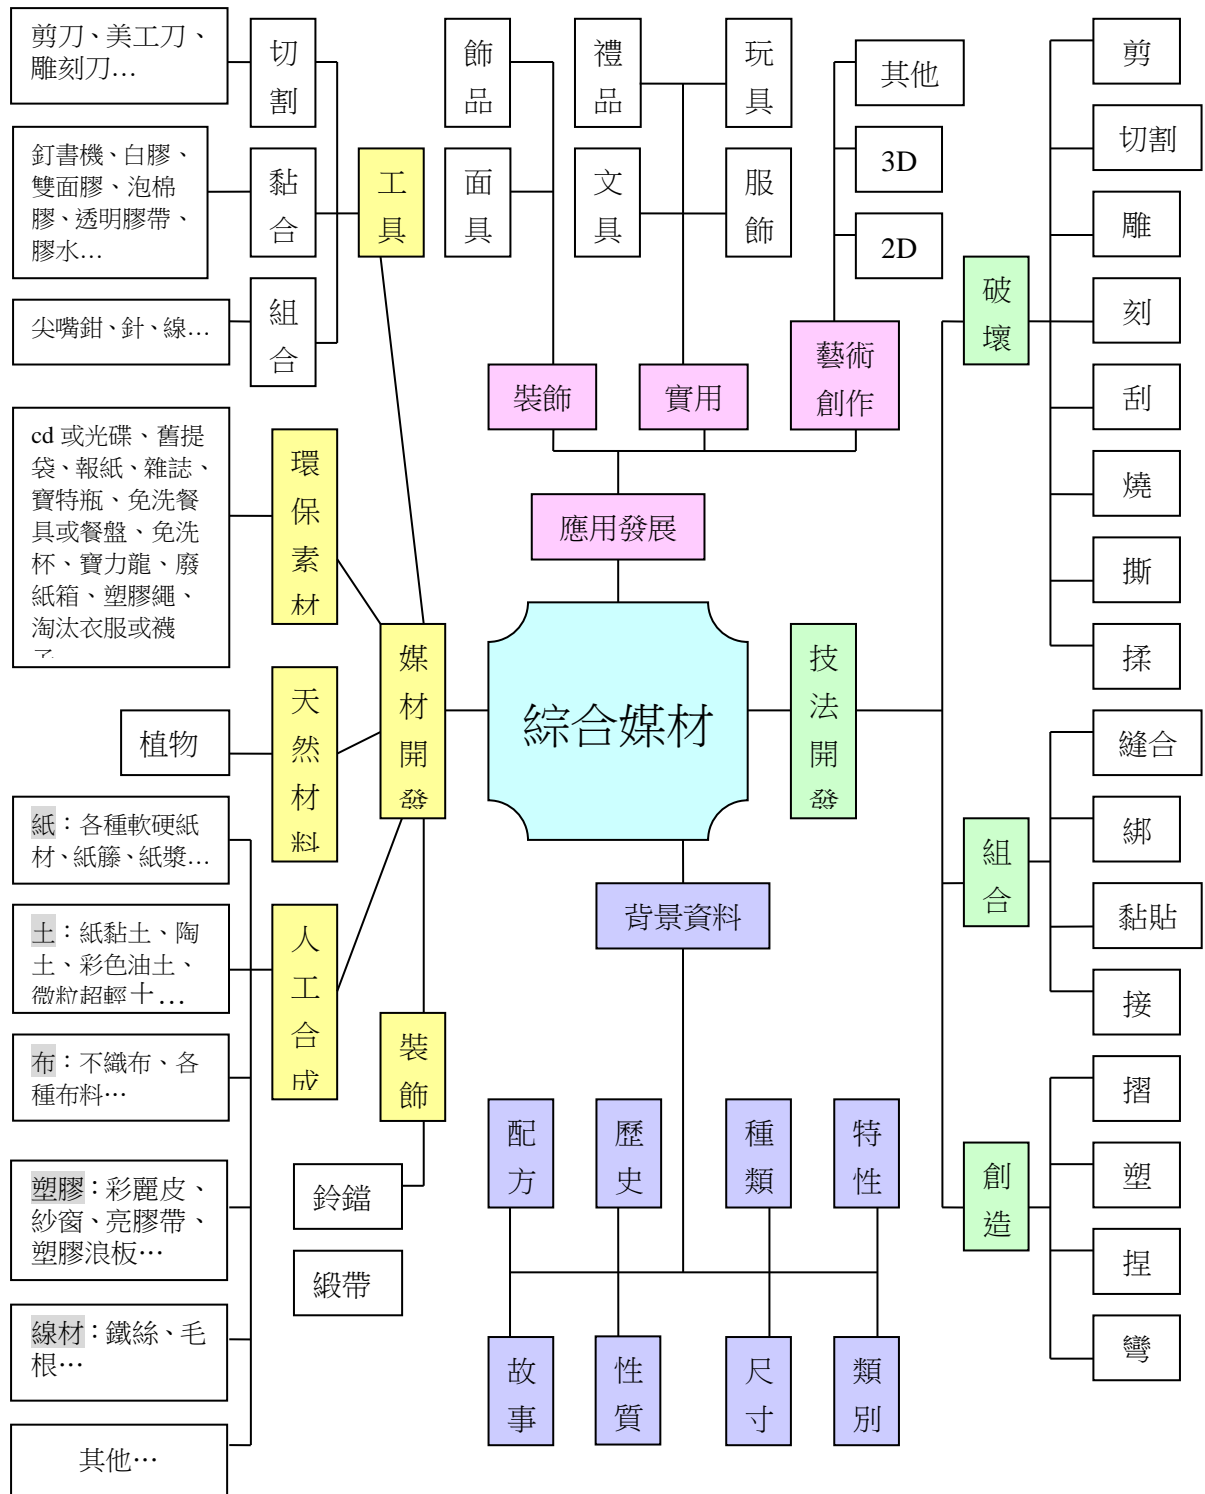 剪刀、美工刀、
雕刻刀…
切割
釘書機、白膠、
雙面膠、泡棉
膠、透明膠帶、
膠水…
黏合
尖嘴鉗、針、線…
組合
工具
飾品
面具
裝飾
禮品
玩具
文具
服飾
實用
其他
3D
2D
藝術
創作
應用發展
cd 或光碟、舊提
袋、報紙、雜誌、
寶特瓶、免洗餐
具或餐盤、免洗
杯、寶力龍、廢
紙箱、塑膠繩、
淘汰衣服或襪
環保素材
植物
天然材料
媒材開發
綜合媒材
技法開發
紙：各種軟硬紙
材、紙籐、紙漿…
土：紙黏土、陶
土、彩色油土、
微粒超輕土…
布：不織布、各
種布料…
塑膠：彩麗皮、
紗窗、亮膠帶、
塑膠浪板…
線材：鐵絲、毛
根…
其他…
人工合成
裝飾
鈴鐺
緞帶
背景資料
配方
歷史
種類
特性
故事
性質
尺寸
類別
破壞
剪
切割
雕
刻
刮
燒
撕
揉
組合
縫合
綁
黏貼
接
創造
摺
塑
捏
彎